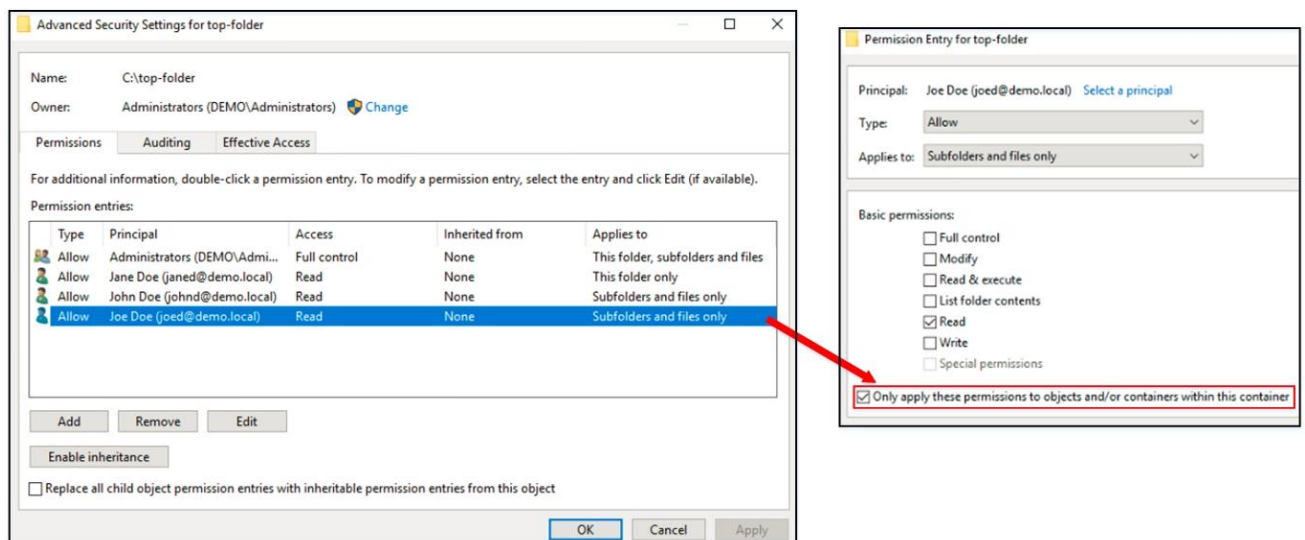 Advanced Security Settings for top-folder
Name: C:\top-folder
Owner: Administrators (DEMO\Administrators) Change
Permissions Auditing Effective Access
For additional information, double-click a permission entry. To modify a permission entry, select the entry and click Edit (if available).
Permission entries:
Type Principal Access Inherited from Applies to
Allow Administrators (DEMO\Admi... Full control None This folder, subfolders and files
Allow Jane Doe (janed@demo.local) Read None This folder only
Allow John Doe (johnd@demo.local) Read None Subfolders and files only
Allow Joe Doe (joed@demo.local) Read None Subfolders and files only
Add Remove Edit
Enable inheritance
Replace all child object permission entries with inheritable permission entries from this object
OK Cancel Apply
Permission Entry for top-folder
Principal: Joe Doe (joed@demo.local) Select a principal
Type: Allow
Applies to: Subfolders and files only
Basic permissions:
Full control
Modify
Read & execute
List folder contents
Read
Write
Special permissions
Only apply these permissions to objects and/or containers within this container